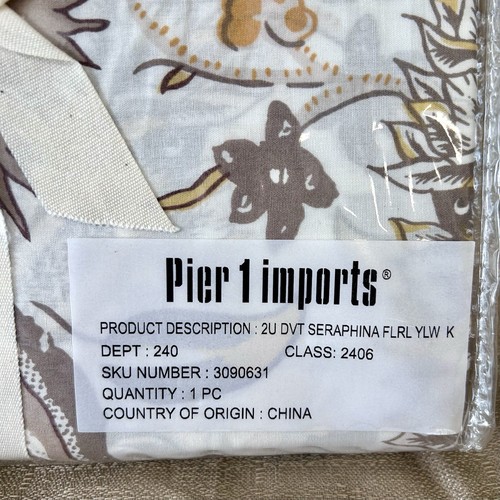 Pier 1 imports®
PRODUCT DESCRIPTION : 2U DVT SERAPHINA FLRL YLW K
DEPT : 240 CLASS: 2406
SKU NUMBER : 3090631
QUANTITY : 1 PC
COUNTRY OF ORIGIN : CHINA